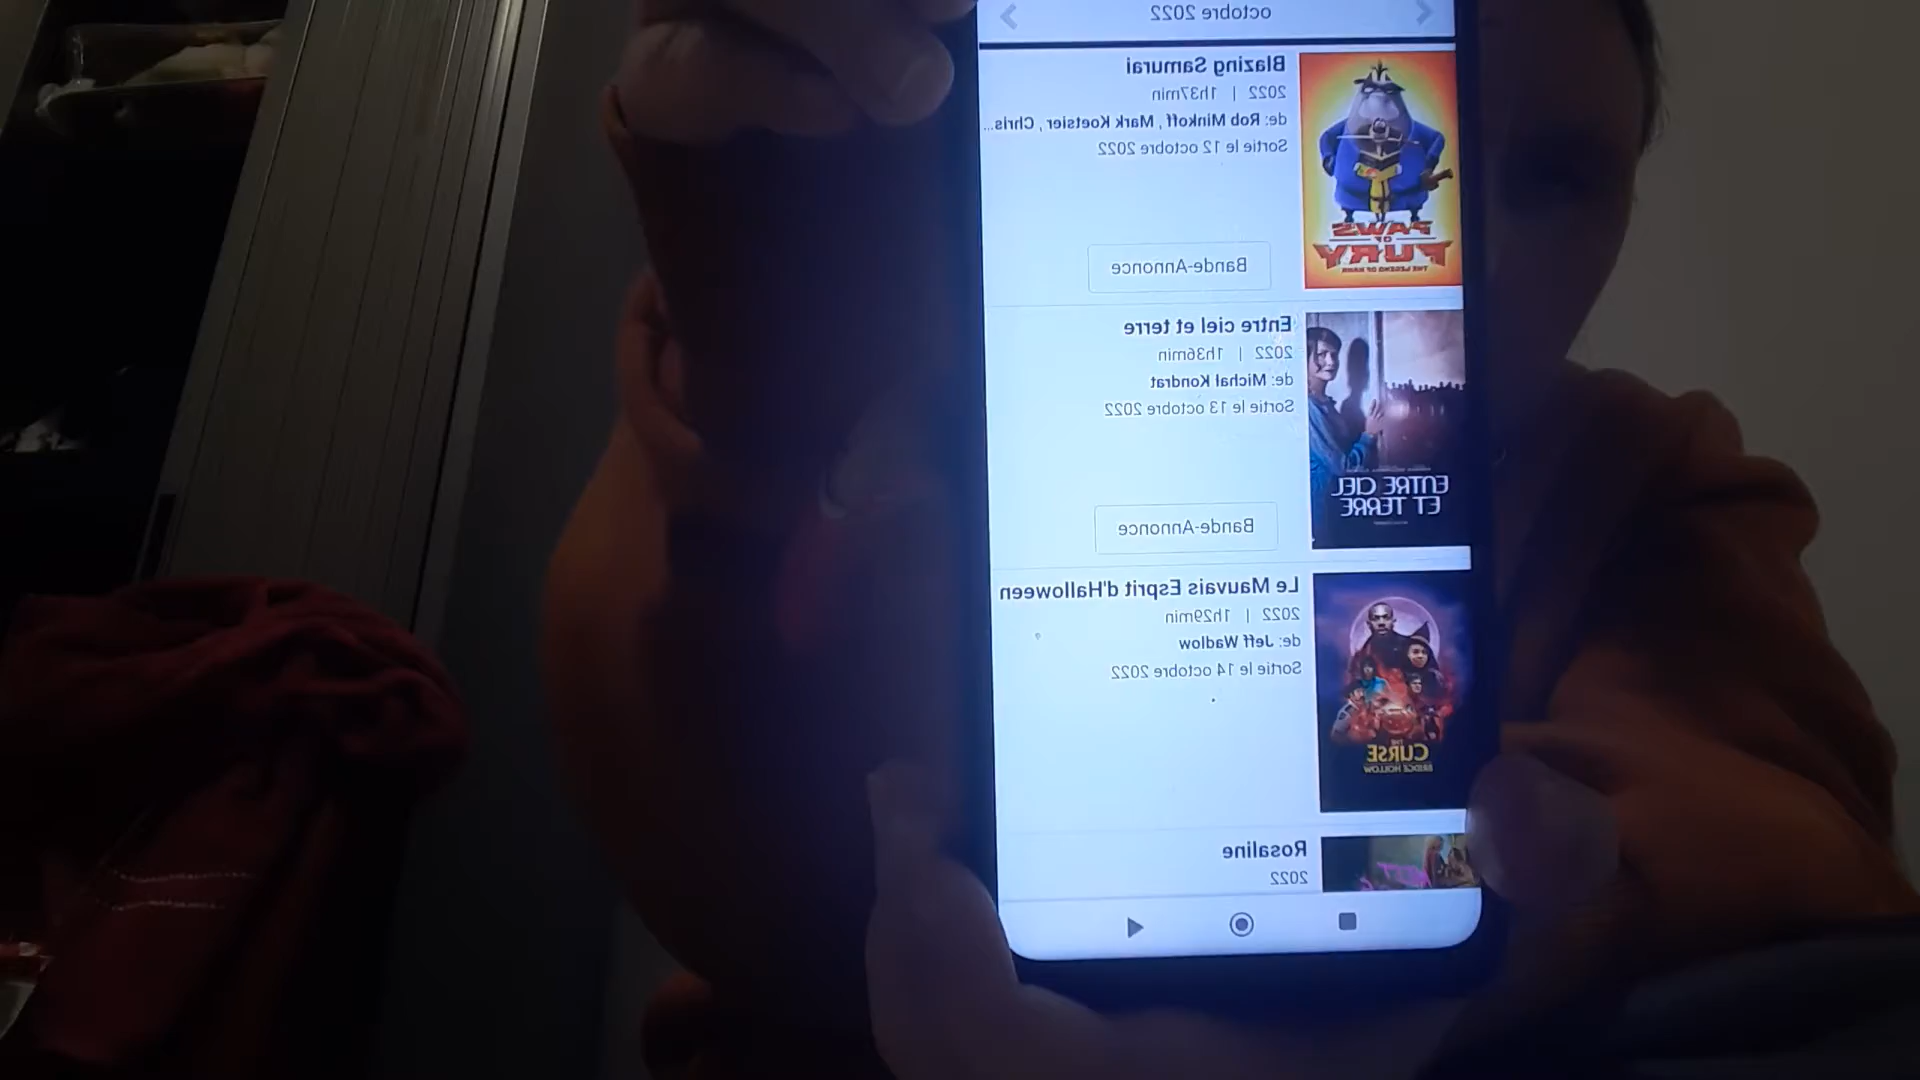 octobre 2022
Blazing Samurai
2022 | 1h37min
de: Rob Minkoff, Mark Koetsier, Chris...
Sortie le 12 octobre 2022
Bande-Annonce
PAWS
OF
FURY
THE LEGEND OF HANK
Entre ciel et terre
2022 | 1h36min
de: Michał Kondrat
Sortie le 13 octobre 2022
Bande-Annonce
ENTRE CIEL
ET TERRE
Le Mauvais Esprit d'Halloween
2022 | 1h29min
de: Jeff Wadlow
Sortie le 14 octobre 2022
THE
CURSE
BRIDGE HOLLOW
Rosaline
2022